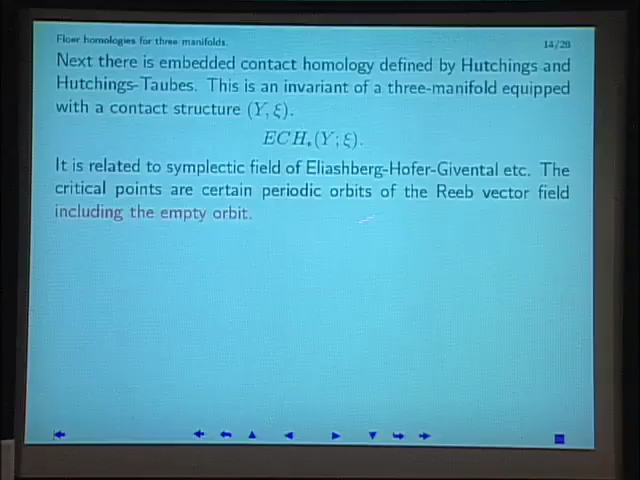 Floer homologies for three manifolds.
14/28
Next there is embedded contact homology defined by Hutchings and
Hutchings-Taubes. This is an invariant of a three-manifold equipped
with a contact structure (Y, ξ).
ECH*(Y; ξ).
It is related to symplectic field of Eliashberg-Hofer-Givental etc. The
critical points are certain periodic orbits of the Reeb vector field
including the empty orbit.